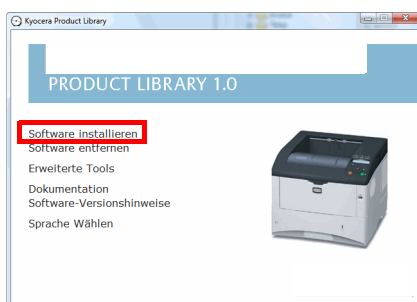 Kyocera Product Library
PRODUCT LIBRARY 1.0
Software installieren
Software entfernen
Erweiterte Tools
Dokumentation
Software-Versionshinweise
Sprache Wählen